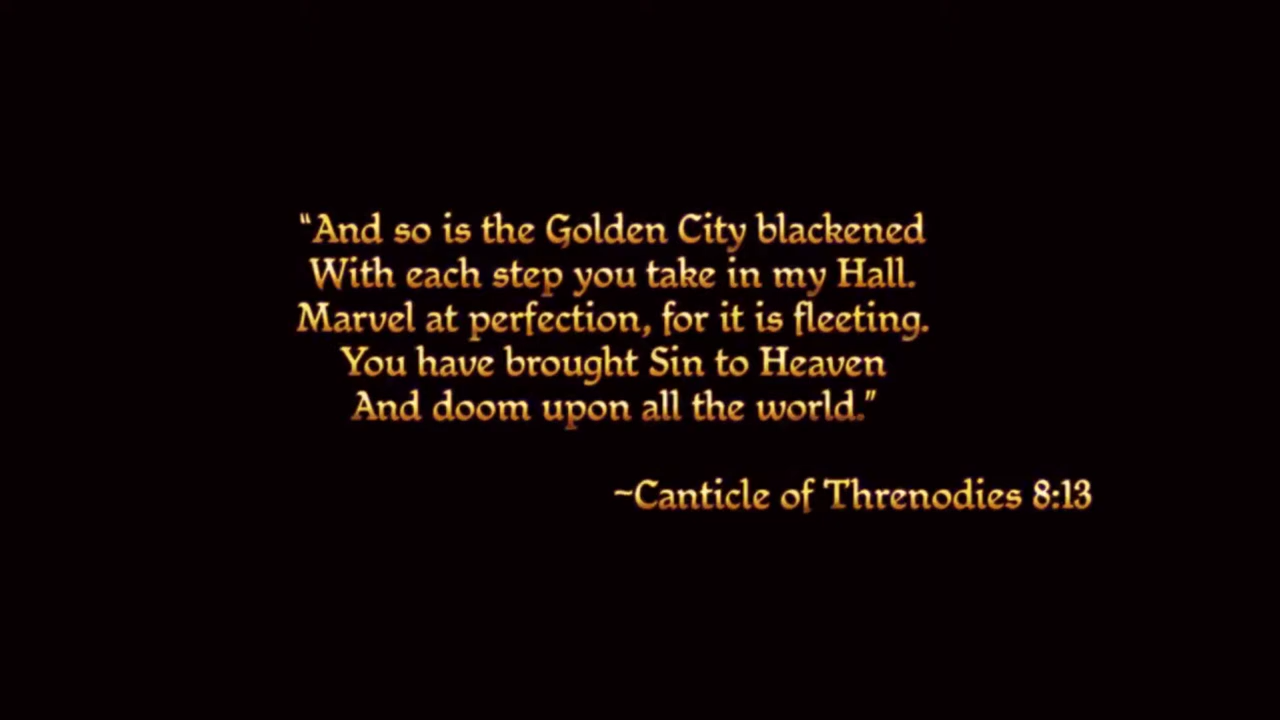 “And so is the Golden City blackened
With each step you take in my Hall.
Marvel at perfection, for it is fleeting.
You have brought Sin to Heaven
And doom upon all the world.”
~Canticle of Threnodies 8:13